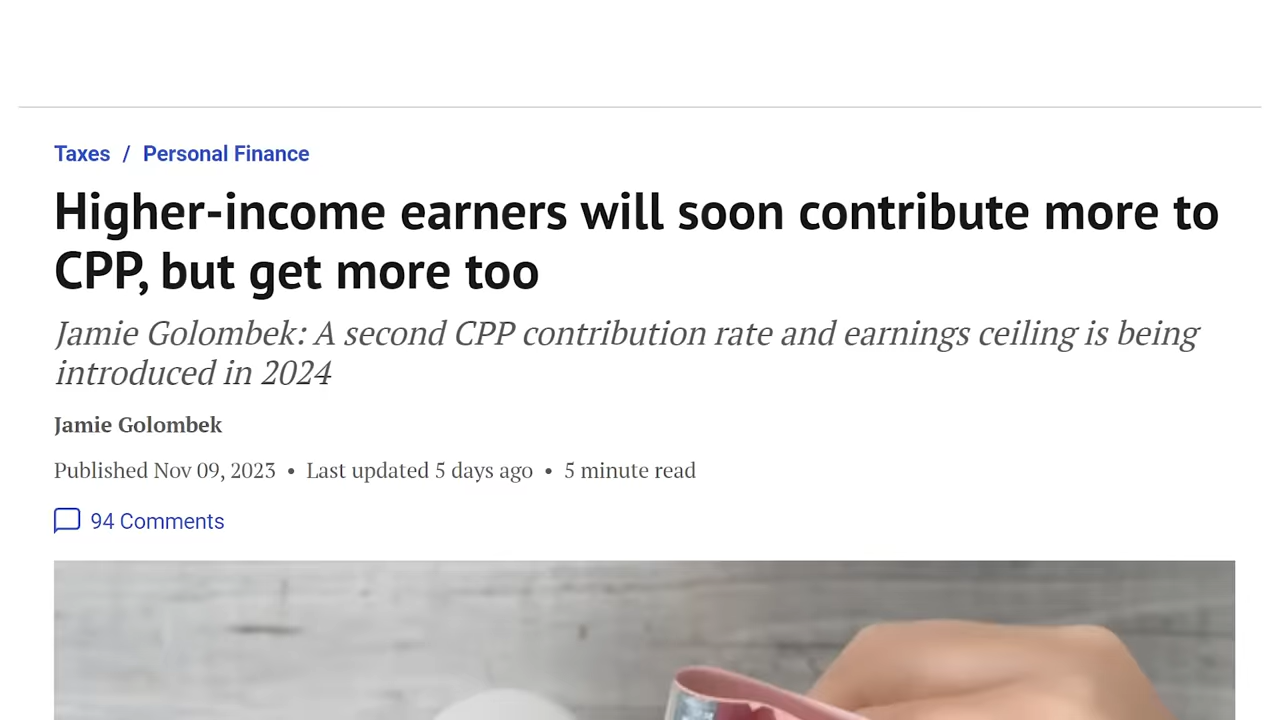 Taxes / Personal Finance
Higher-income earners will soon contribute more to
CPP, but get more too
Jamie Golombek: A second CPP contribution rate and earnings ceiling is being
introduced in 2024
Jamie Golombek
Published Nov 09, 2023 • Last updated 5 days ago • 5 minute read
94 Comments